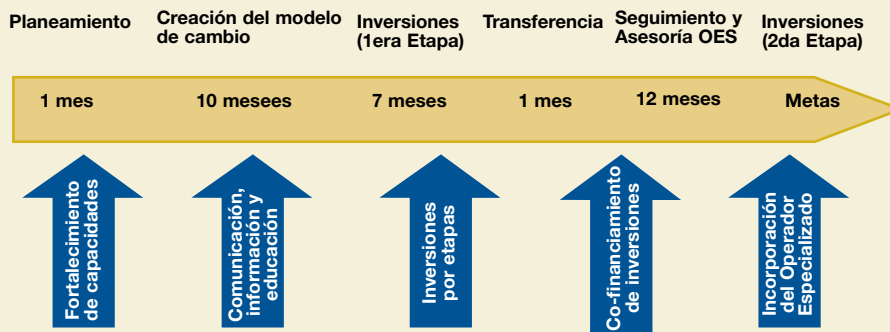 Planeamiento
Creación del modelo
de cambio
Inversiones
(1era Etapa)
Transferencia
Seguimiento y
Asesoría OES
Inversiones
(2da Etapa)
1 mes
10 mesees
7 meses
1 mes
12 meses
Metas
Fortalecimiento
de capacidades
Comunicación,
información y
educación
Inversiones
por etapas
Co-financiamiento
de inversiones
Incorporación
del Operador
Especializado